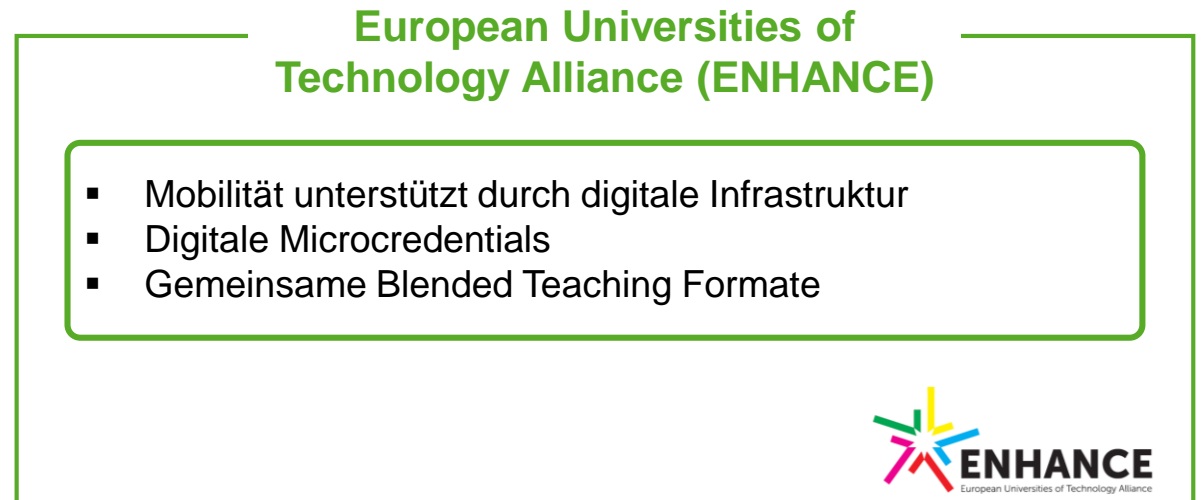 European Universities of
Technology Alliance (ENHANCE)
▪ Mobilität unterstützt durch digitale Infrastruktur
▪ Digitale Microcredentials
▪ Gemeinsame Blended Teaching Formate
ENHANCE
European Universities of Technology Alliance